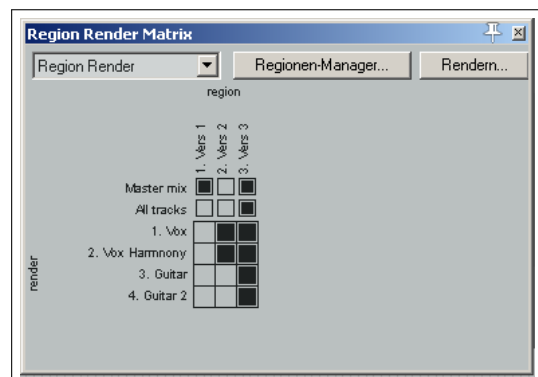 Region Render Matrix
Region Render Regionen-Manager... Rendern...
region
1. Vers 1
2. Vers 2
3. Vers 3
Master mix
All tracks
1. Vox
2. Vox Harmnony
3. Guitar
4. Guitar 2
render